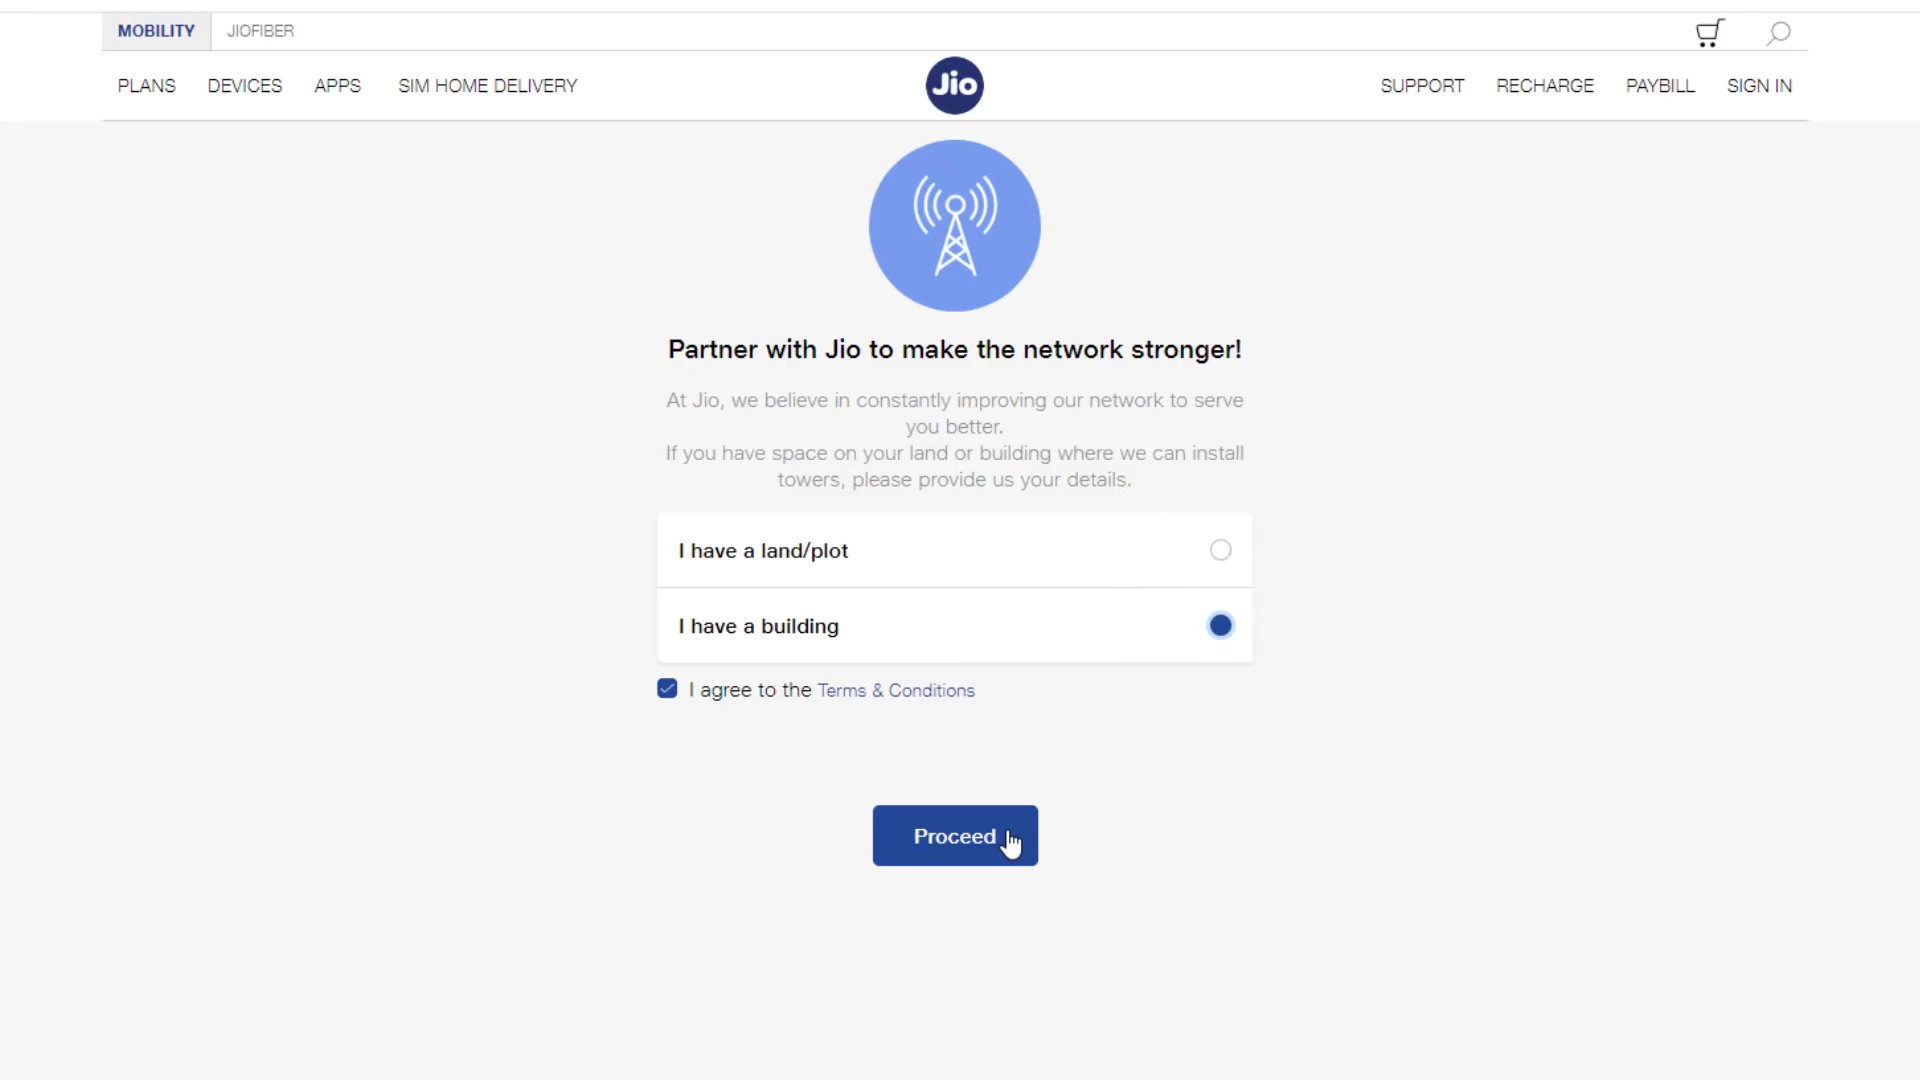 MOBILITY JIOFIBER
PLANS DEVICES APPS SIM HOME DELIVERY Jio SUPPORT RECHARGE PAYBILL SIGN IN
Partner with Jio to make the network stronger!
At Jio, we believe in constantly improving our network to serve
you better.
If you have space on your land or building where we can install
towers, please provide us your details.
I have a land/plot
I have a building
I agree to the Terms & Conditions
Proceed